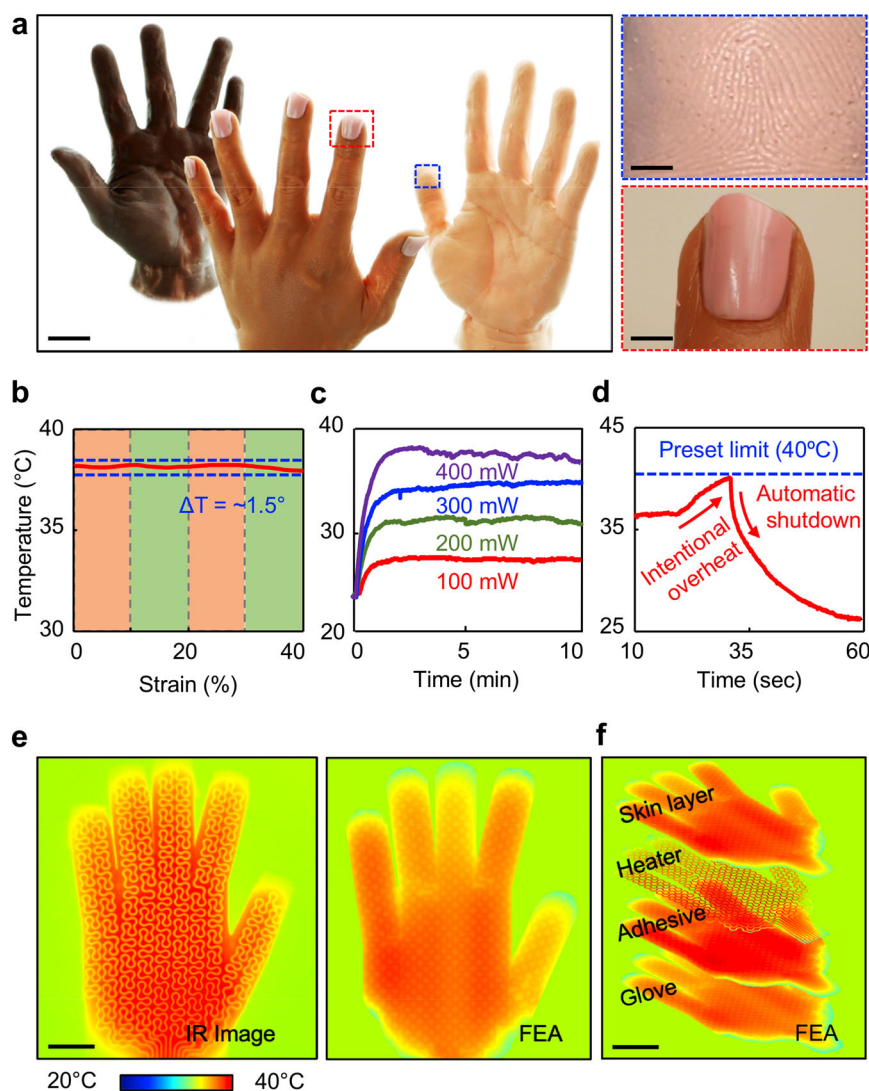 a
b
c
d
40
35
30
Temperature (°C)
ΔT = ~1.5°
0
20
40
Strain (%)
40
30
20
400 mW
300 mW
200 mW
100 mW
0
5
10
Time (min)
45
35
25
Preset limit (40ºC)
Automatic
shutdown
Intentional
overheat
10
35
60
Time (sec)
e
f
IR Image
FEA
Skin layer
Heater
Adhesive
Glove
FEA
20°C
40°C